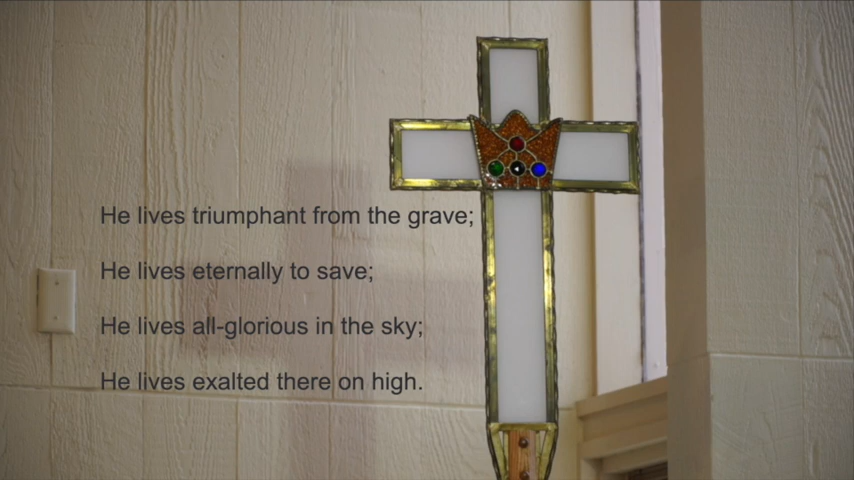 He lives triumphant from the grave;
He lives eternally to save;
He lives all-glorious in the sky;
He lives exalted there on high.